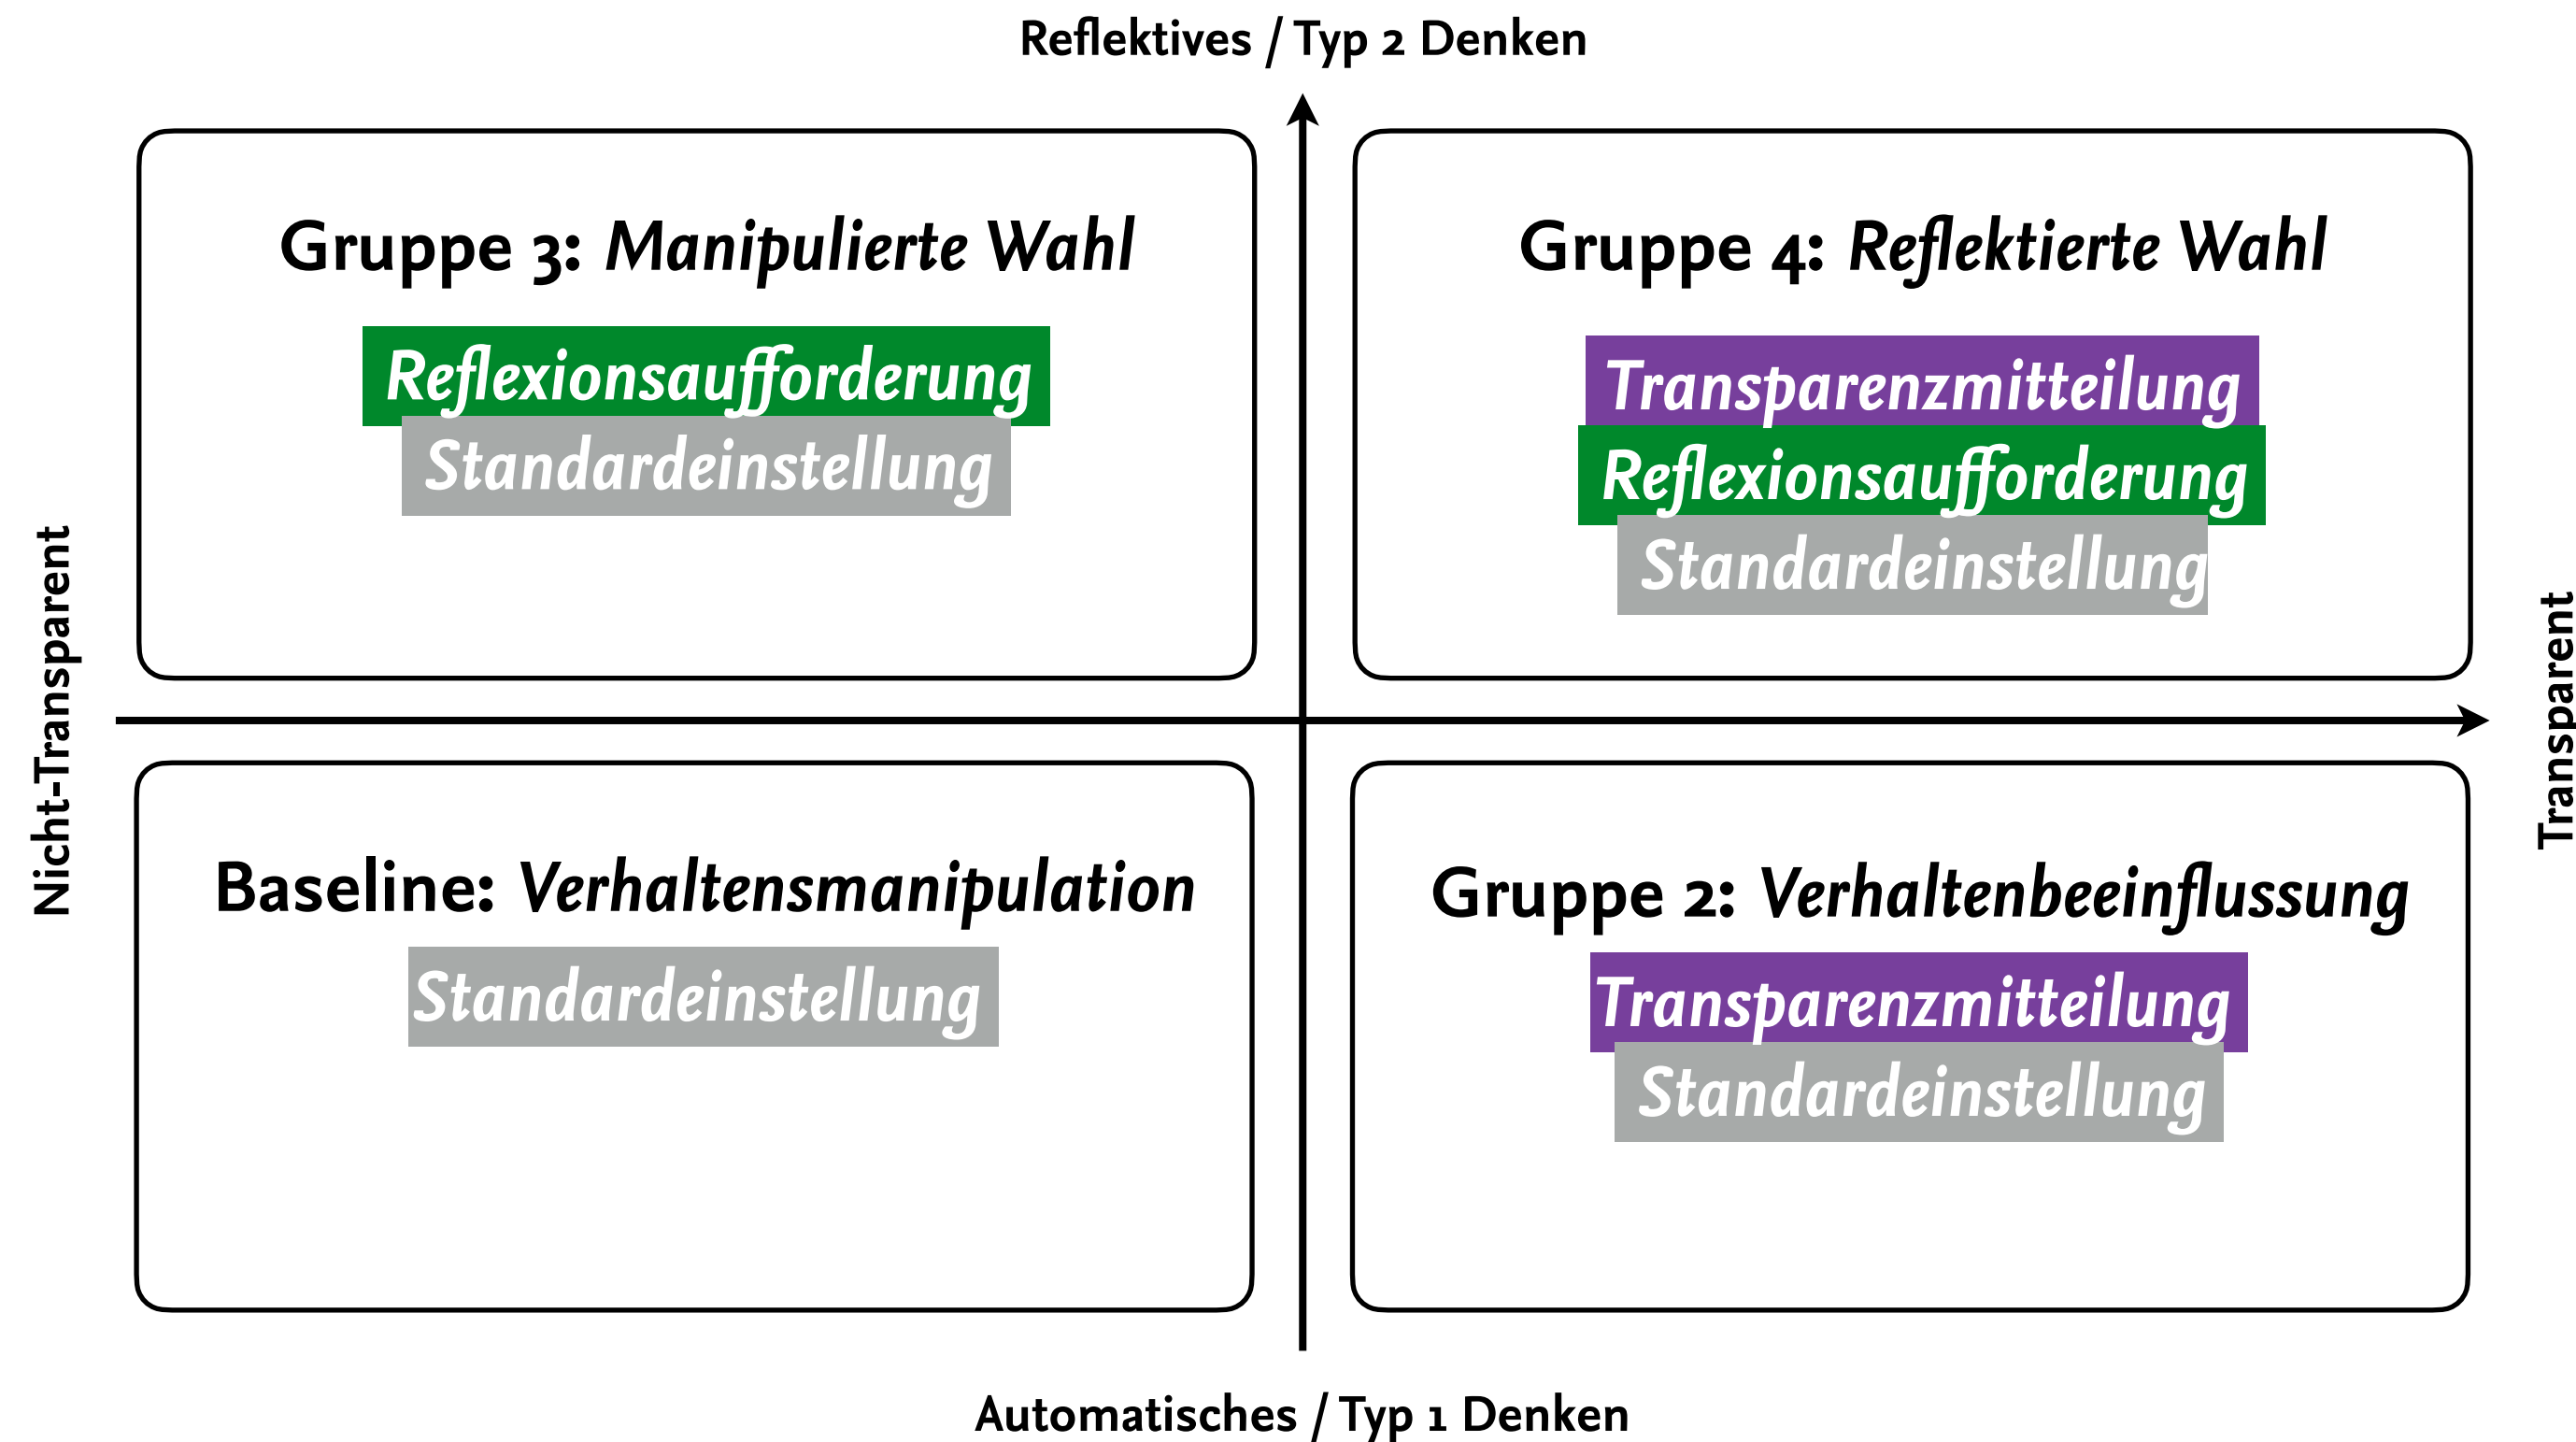 Reflektives / Typ 2 Denken
Gruppe 3: Manipulierte Wahl
Reflexionsaufforderung
Standardeinstellung
Gruppe 4: Reflektierte Wahl
Transparenzmitteilung
Reflexionsaufforderung
Standardeinstellung
Nicht-Transparent
Transparent
Baseline: Verhaltensmanipulation
Standardeinstellung
Gruppe 2: Verhaltenbeeinflussung
Transparenzmitteilung
Standardeinstellung
Automatisches / Typ 1 Denken